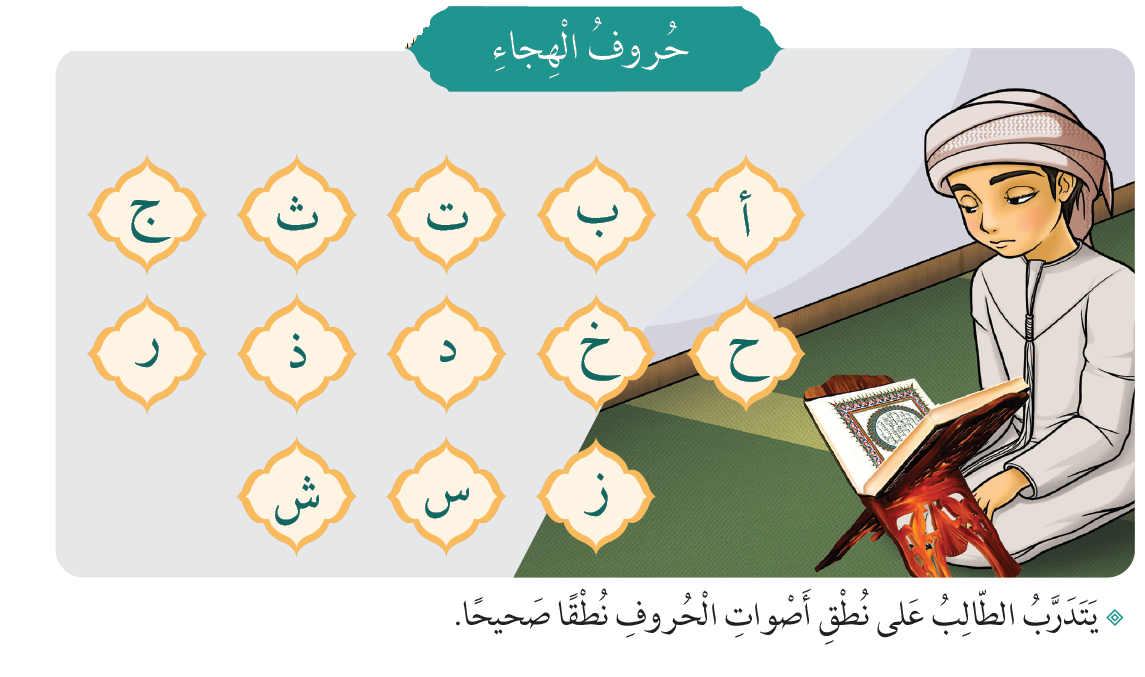 حُروفُ الْهِجاءِ
أ ب ت ث ج
ح خ د ذ ر
ز س ش
يَتَدَرَّبُ الطّالِبُ عَلى نُطْقِ أَصْواتِ الْحُروفِ نُطْقًا صَحيحًا.